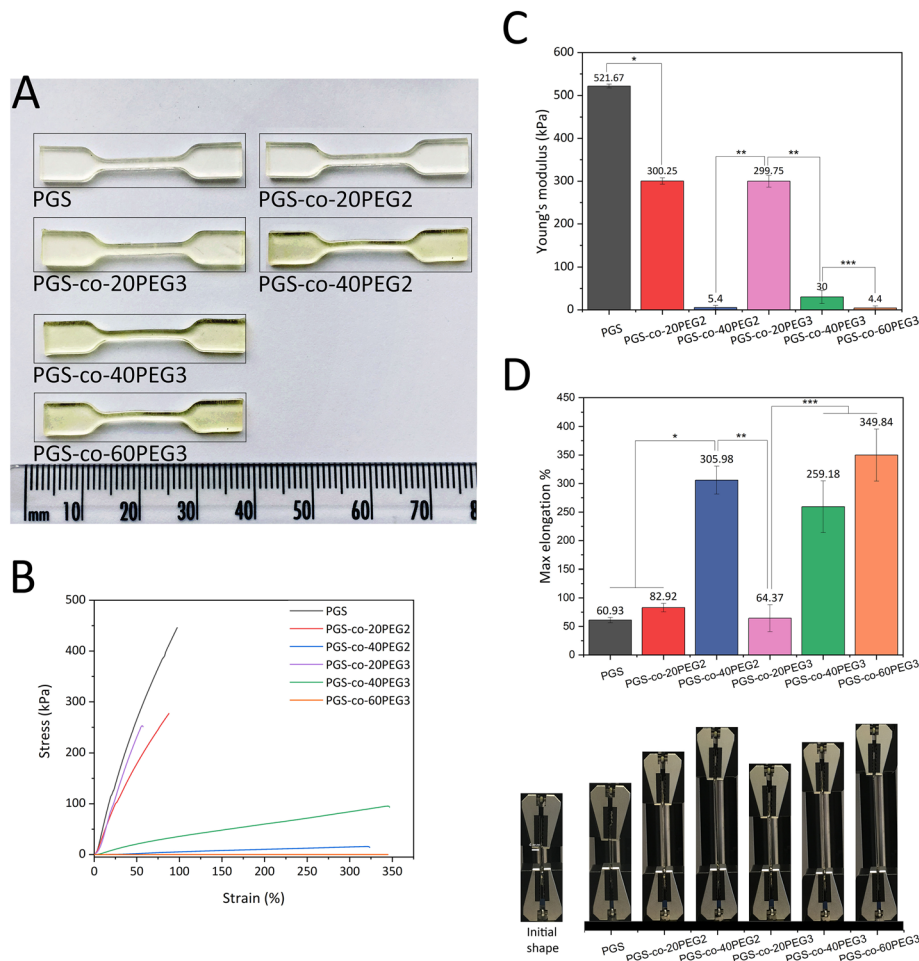 A
PGS
PGS-co-20PEG2
PGS-co-20PEG3
PGS-co-40PEG2
PGS-co-40PEG3
PGS-co-60PEG3
mm 10 20 30 40 50 60 70 8
B
500
400
300
200
100
0
Stress (kPa)
0 50 100 150 200 250 300 350 400
Strain (%)
PGS
PGS-co-20PEG2
PGS-co-40PEG2
PGS-co-20PEG3
PGS-co-40PEG3
PGS-co-60PEG3
C
600
500
400
300
200
100
0
Young's modulus (kPa)
521.67
*
300.25
5.4
**
299.75
**
30
***
4.4
PGS
PGS-co-20PEG2
PGS-co-40PEG2
PGS-co-20PEG3
PGS-co-40PEG3
PGS-co-60PEG3
D
450
400
350
300
250
200
150
100
50
0
Max elongation %
60.93
82.92
*
305.98
**
64.37
***
259.18
349.84
PGS
PGS-co-20PEG2
PGS-co-40PEG2
PGS-co-20PEG3
PGS-co-40PEG3
PGS-co-60PEG3
Initial
shape
PGS
PGS-co-20PEG2
PGS-co-40PEG2
PGS-co-20PEG3
PGS-co-40PEG3
PGS-co-60PEG3